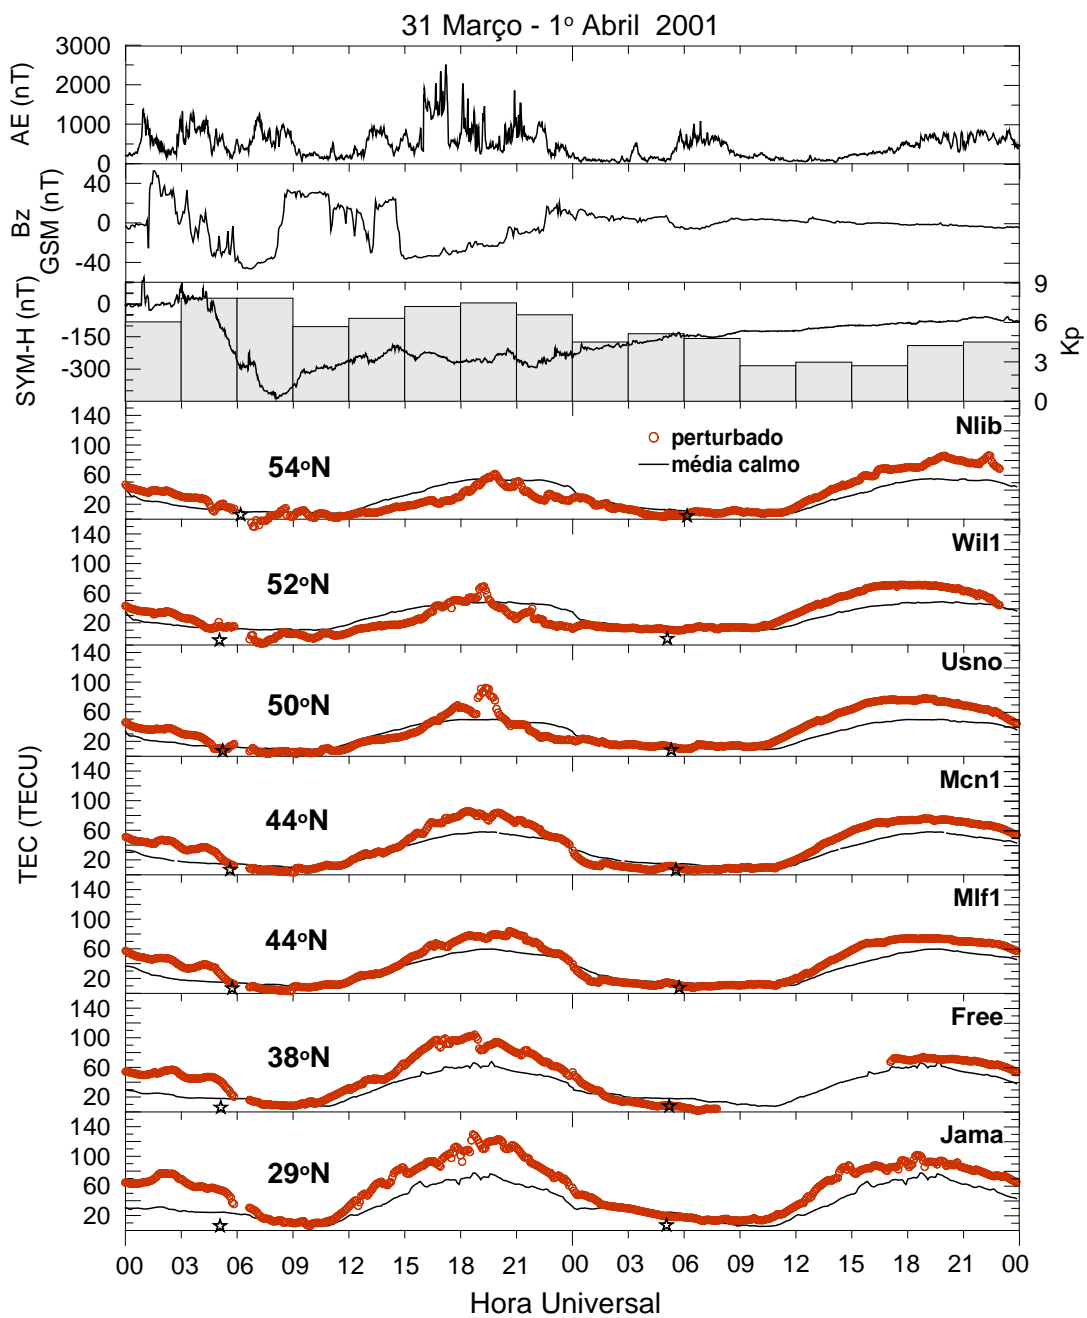 31 Março - 1º Abril 2001
3000
2000
1000
0
AE (nT)
40
0
-40
Bz
GSM (nT)
0
-150
-300
SYM-H (nT)
9
6
3
0
Kp
140
100
60
20
54ºN
perturbado
média calmo
Nlib
140
100
60
20
52ºN
Wil1
140
100
60
20
50ºN
Usno
140
100
60
20
44ºN
Mcn1
140
100
60
20
44ºN
Mlf1
140
100
60
20
38ºN
Free
140
100
60
20
29ºN
Jama
TEC (TECU)
00 03 06 09 12 15 18 21 00 03 06 09 12 15 18 21 00
Hora Universal